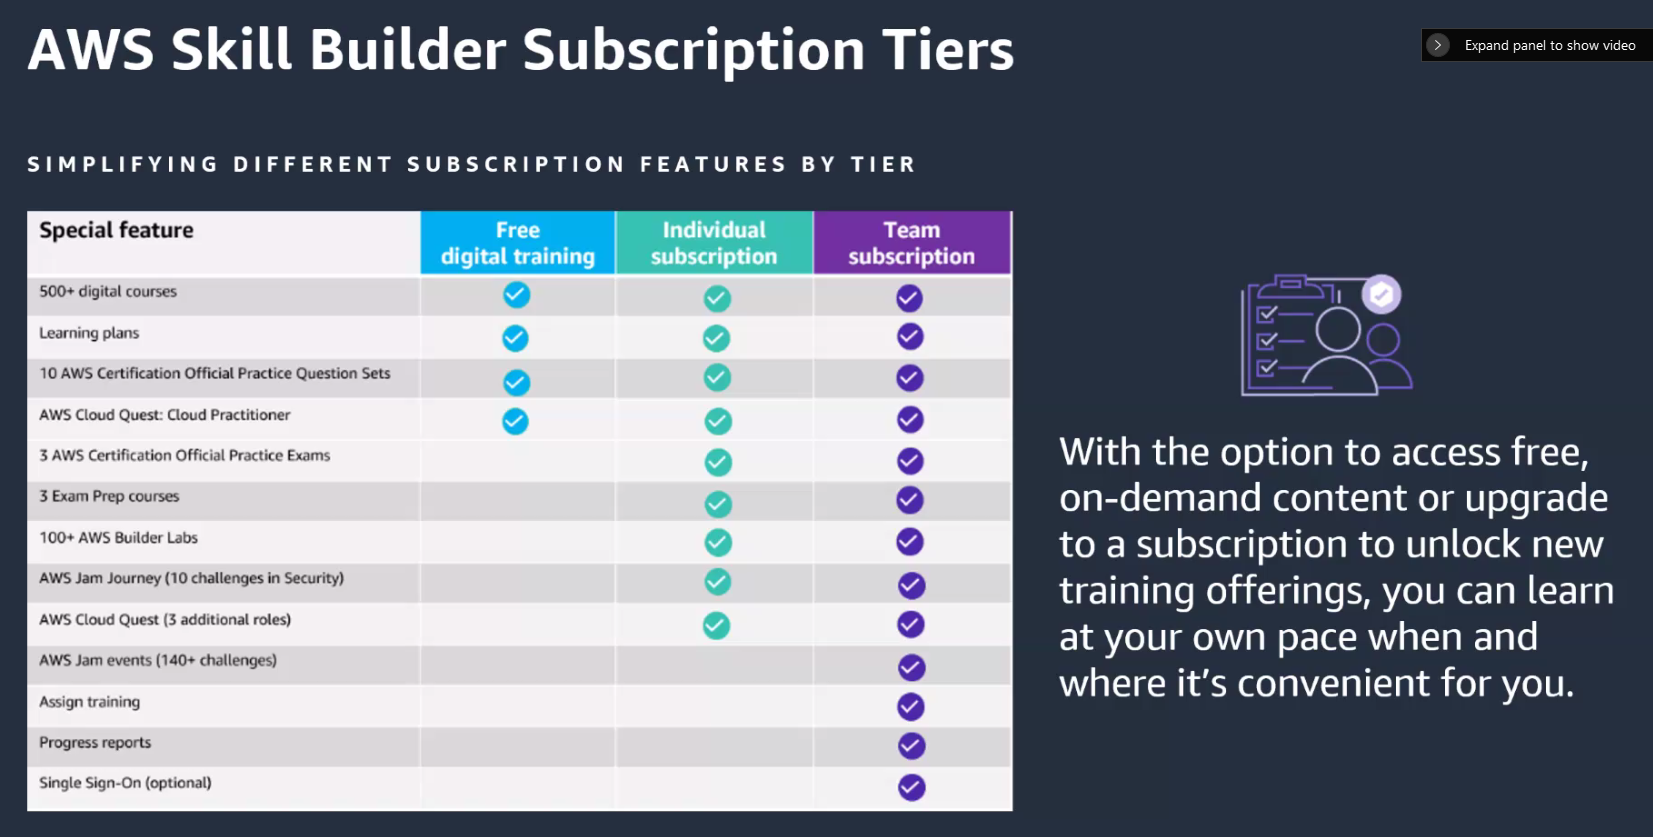 AWS Skill Builder Subscription Tiers
Expand panel to show video
SIMPLIFYING DIFFERENT SUBSCRIPTION FEATURES BY TIER
Special feature
Free
digital training
Individual
subscription
Team
subscription
500+ digital courses
Learning plans
10 AWS Certification Official Practice Question Sets
AWS Cloud Quest: Cloud Practitioner
3 AWS Certification Official Practice Exams
3 Exam Prep courses
100+ AWS Builder Labs
AWS Jam Journey (10 challenges in Security)
AWS Cloud Quest (3 additional roles)
AWS Jam events (140+ challenges)
Assign training
Progress reports
Single Sign-On (optional)
With the option to access free,
on-demand content or upgrade
to a subscription to unlock new
training offerings, you can learn
at your own pace when and
where it’s convenient for you.